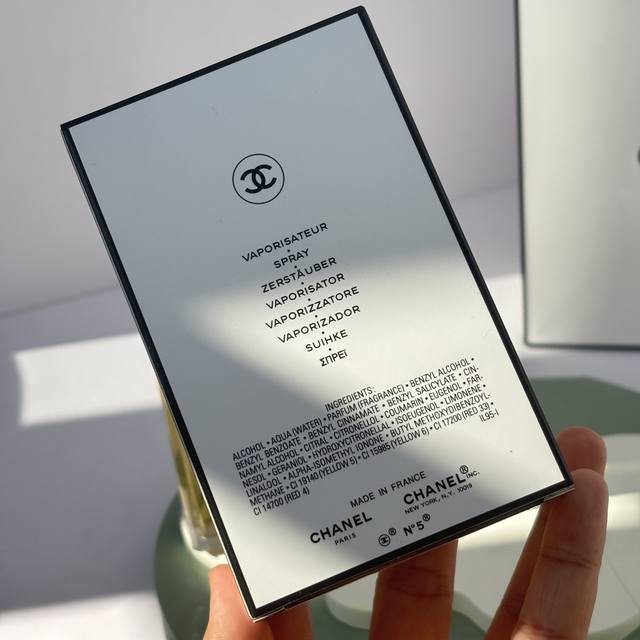 VAPORISATEUR
•
SPRAY
•
ZERSTÄUBER
•
VAPORISATOR
•
VAPORIZZATORE
•
VAPORIZADOR
•
SUIHKE
•
ΣΠΡΕΙ
INGREDIENTS:
ALCOHOL • AQUA (WATER) • PARFUM (FRAGRANCE) • BENZYL ALCOHOL •
BENZYL BENZOATE • BENZYL CINNAMATE • BENZYL SALICYLATE • CIN-
NAMYL ALCOHOL • CITRAL • CITRONELLOL • COUMARIN • EUGENOL • FAR-
NESOL • GERANIOL • HYDROXYCITRONELLAL • ISOEUGENOL • LIMONENE •
LINALOOL • ALPHA-ISOMETHYL IONONE • BUTYL METHOXYDIBENZOYL-
METHANE • CI 19140 (YELLOW 5) • CI 15985 (YELLOW 6) • CI 17200 (RED 33) •
CI 14700 (RED 4) IL95-1
MADE IN FRANCE
CHANEL CHANEL® INC.
PARIS NEW YORK, N.Y. 10019
® N°5®